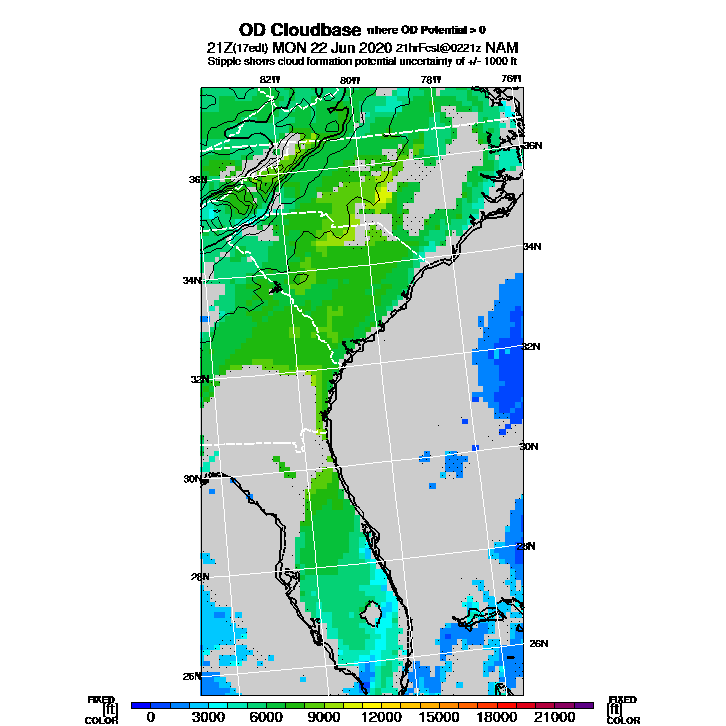 OD Cloudbase where OD Potential > 0
21Z(17edt) MON 22 Jun 2020 21hrFcst@0221z NAM
Stipple shows cloud formation potential uncertainty of +/- 1000 ft
82W 80W 78W 76W
36N
36N
34N
34N
32N
32N
30N
30N
28N
28N
26N
26N
FIXED [ft] COLOR
0 3000 6000 9000 12000 15000 18000 21000
FIXED [ft] COLOR